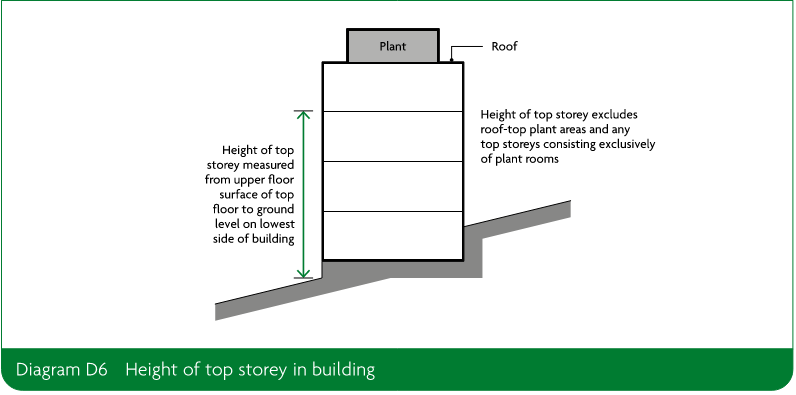 Plant
Roof
Height of top storey excludes
roof-top plant areas and any
top storeys consisting exclusively
of plant rooms
Height of top
storey measured
from upper floor
surface of top
floor to ground
level on lowest
side of building
Diagram D6 Height of top storey in building